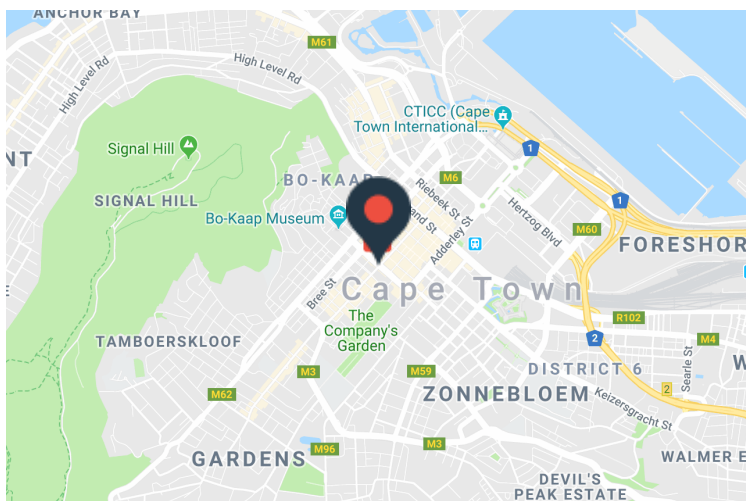 ANCHOR BAY
M61
High Level Rd
High Level Rd
CTICC (Cape
Town International...
1
Signal Hill
NT
BO-KAAP
M6
SIGNAL HILL
Riebeek St
1
Bo-Kaap Museum
Hertzog Blvd
M60
Adderley St
FORESHOR
Bree St
Cape Town
The
Company's
Garden
R102
M4
TAMBOERSKLOOF
2
Searle St
W
DISTRICT 6
M3
M59
M62
ZONNEBLOEM
2
Keizersgracht St
M3
M96
GARDENS
WALMER E
DEVIL'S
PEAK ESTATE